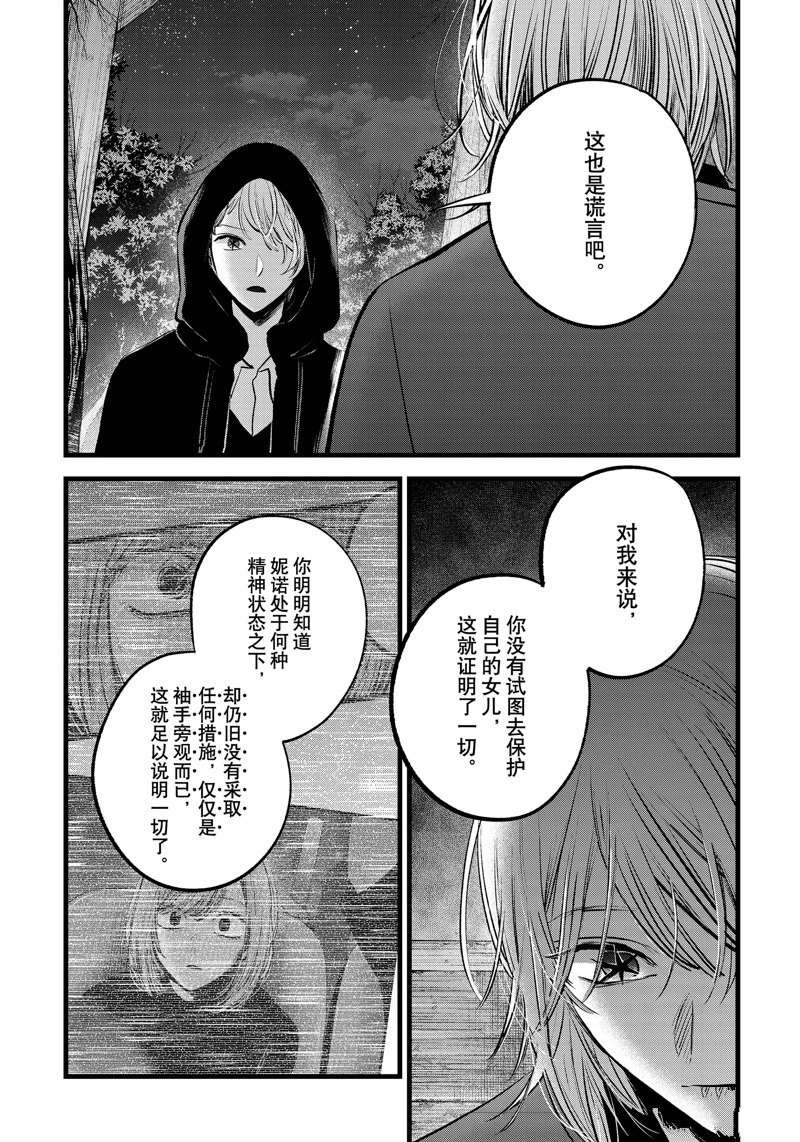 这也是谎言吧。
对我来说，
你没有试图去保护
自己的女儿，
这就证明了一切。
你明明知道
妮诺处于何种
精神状态之下，
却仍旧没有采取
任何措施，仅仅是
袖手旁观而已，
这就足以说明一切了。